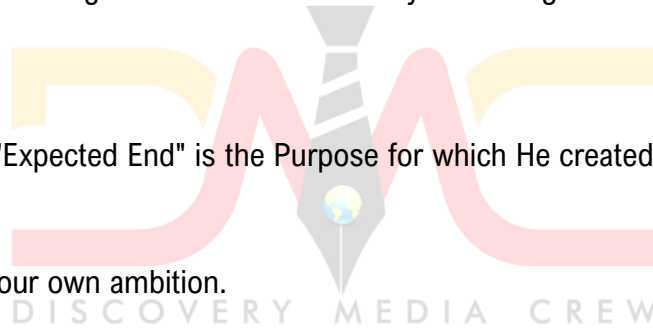 "Expected End" is the Purpose for which He created
our own ambition.
DISCOVERY MEDIA CREW